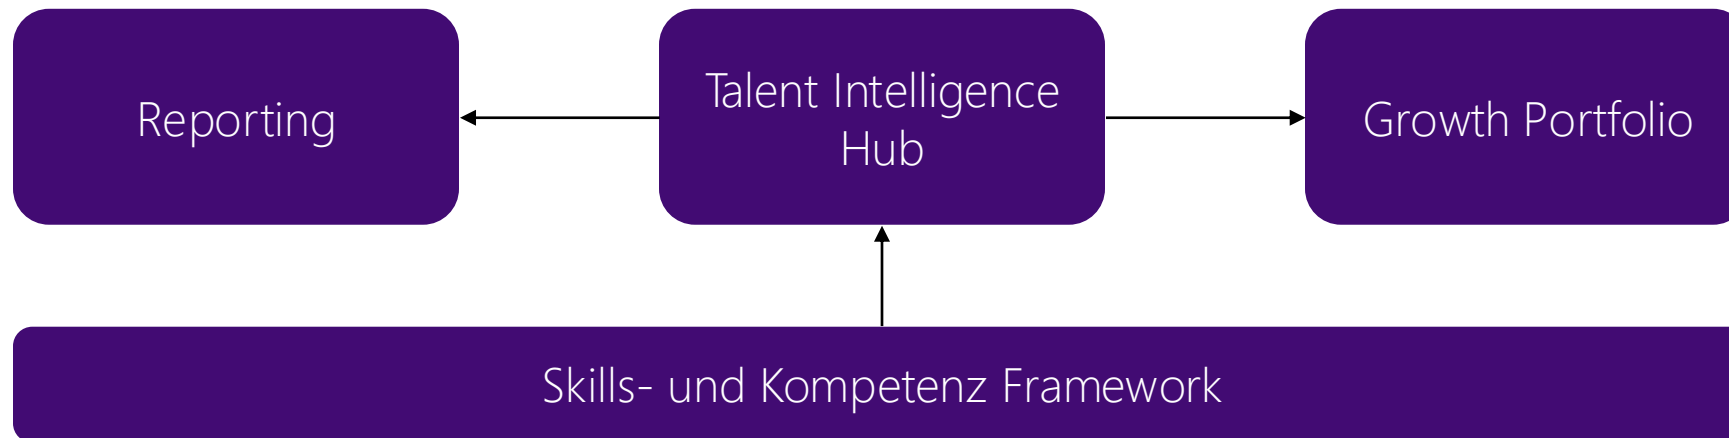 Reporting
Talent Intelligence
Hub
Growth Portfolio
Skills- und Kompetenz Framework